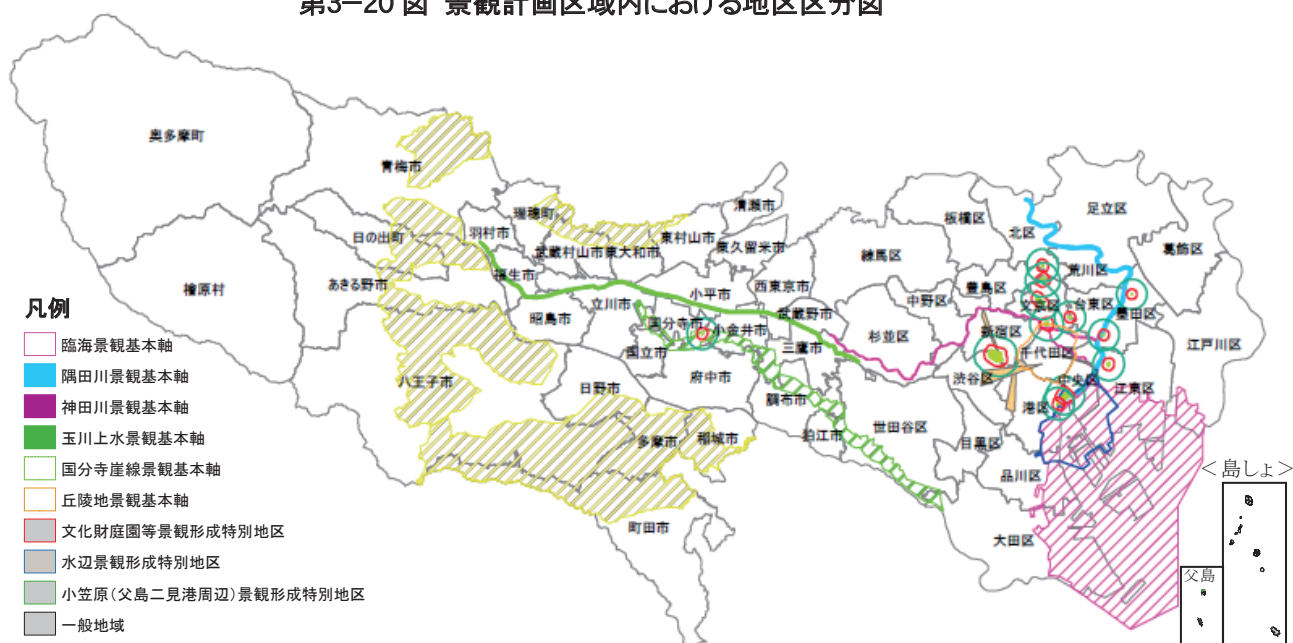 第3−20図 景観計画区域内における地区区分図
奥多摩町
青梅市
瑞穂町
清瀬市
板橋区
北区
足立区
日の出町
羽村市
武蔵村山市
東大和市
東村山市
東久留米市
練馬区
荒川区
葛飾区
檜原村
あきる野市
福生市
立川市
小平市
西東京市
中野区
豊島区
文京区
台東区
墨田区
昭島市
国分寺市
小金井市
武蔵野市
杉並区
新宿区
千代田区
江戸川区
国立市
三鷹市
渋谷区
中央区
江東区
八王子市
日野市
府中市
調布市
世田谷区
港区
多摩市
稲城市
狛江市
目黒区
品川区
町田市
大田区
<島しょ>
父島
凡例
臨海景観基本軸
隅田川景観基本軸
神田川景観基本軸
玉川上水景観基本軸
国分寺崖線景観基本軸
丘陵地景観基本軸
文化財庭園等景観形成特別地区
水辺景観形成特別地区
小笠原(父島二見港周辺)景観形成特別地区
一般地域